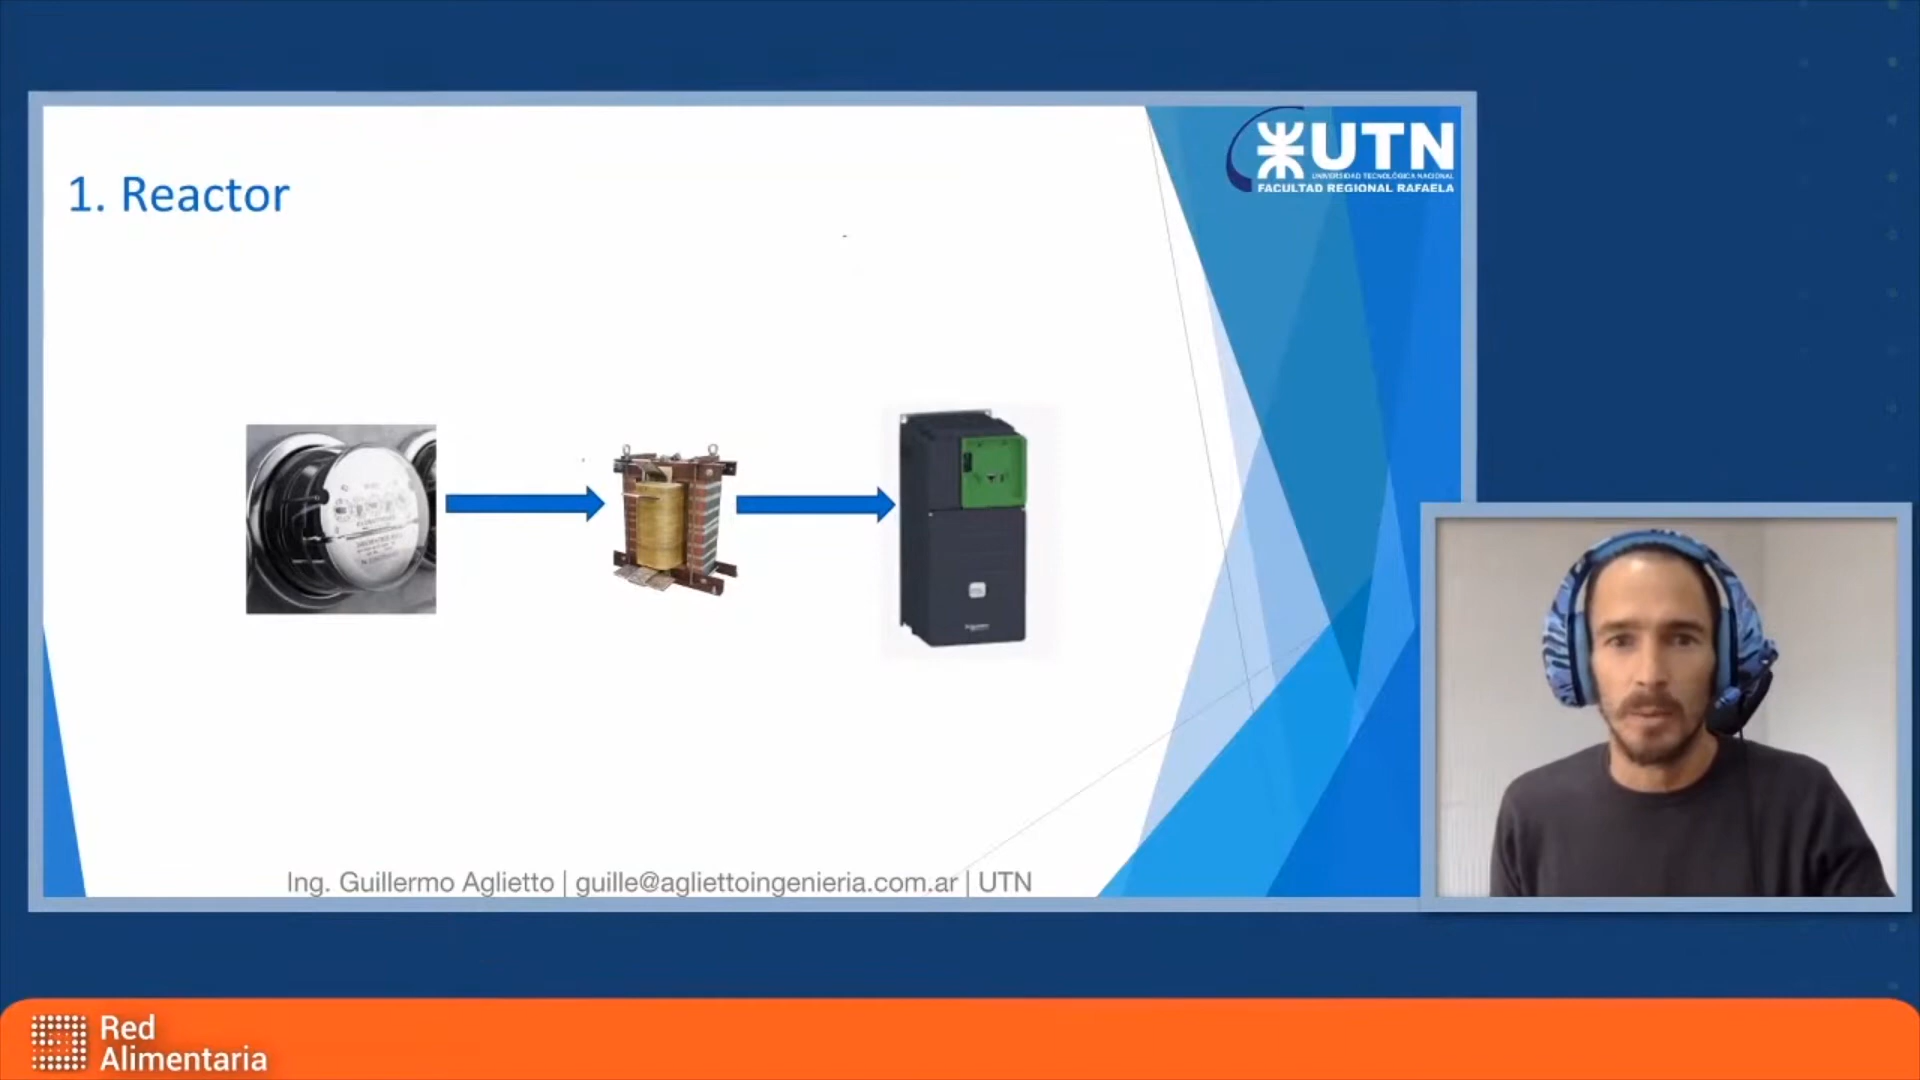 UTN
UNIVERSIDAD TECNOLÓGICA NACIONAL
FACULTAD REGIONAL RAFAELA
1. Reactor
Ing. Guillermo Aglietto | guille@agliettoingenieria.com.ar | UTN
Red
Alimentaria